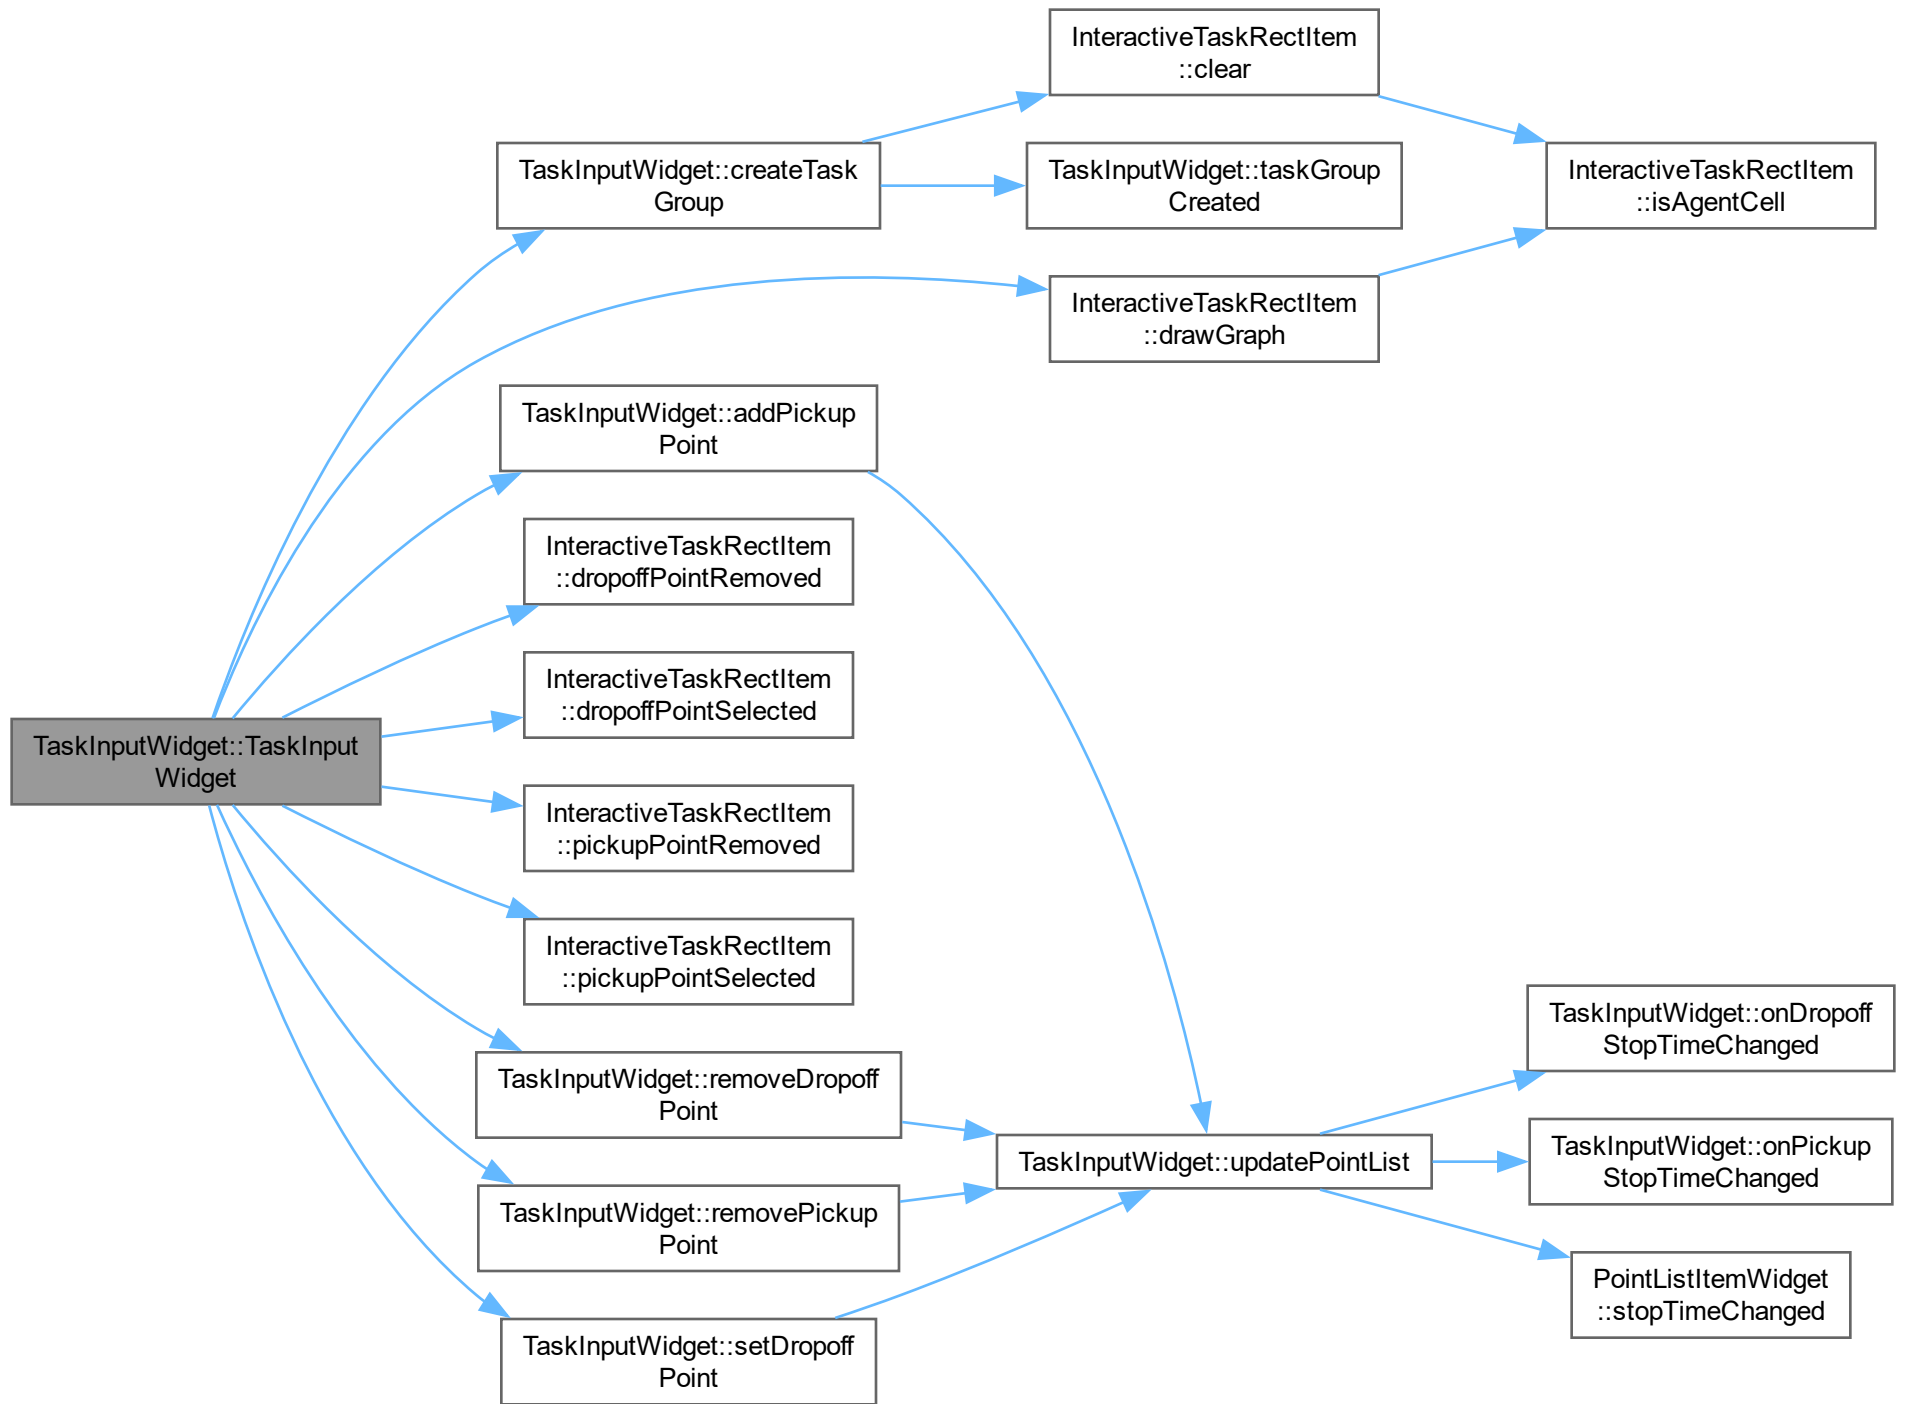 InteractiveTaskRectItem
::clear
TaskInputWidget::createTask
Group
TaskInputWidget::taskGroup
Created
InteractiveTaskRectItem
::isAgentCell
InteractiveTaskRectItem
::drawGraph
TaskInputWidget::addPickup
Point
InteractiveTaskRectItem
::dropoffPointRemoved
InteractiveTaskRectItem
::dropoffPointSelected
TaskInputWidget::TaskInput
Widget
InteractiveTaskRectItem
::pickupPointRemoved
InteractiveTaskRectItem
::pickupPointSelected
TaskInputWidget::removeDropoff
Point
TaskInputWidget::removePickup
Point
TaskInputWidget::setDropoff
Point
TaskInputWidget::updatePointList
TaskInputWidget::onDropoff
StopTimeChanged
TaskInputWidget::onPickup
StopTimeChanged
PointListItemWidget
::stopTimeChanged